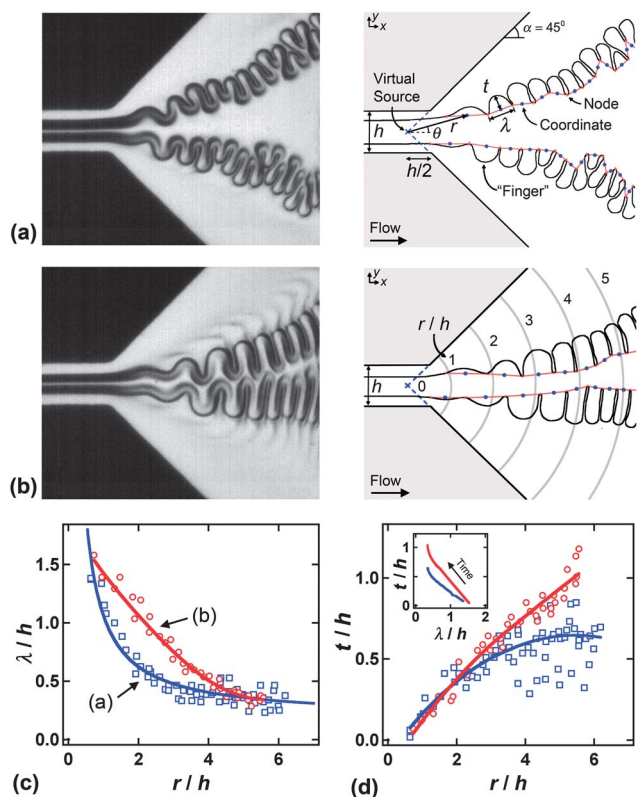 y
x
α = 45⁰
Virtual
Source
t
Node
Coordinate
h
r
θ
λ
h/2
"Finger"
Flow
(a)
y
x
5
4
3
r / h
2
1
h
0
Flow
(b)
1.5
1.0
0.5
0.0
λ / h
(b)
(a)
0 2 4 6
r / h
(c)
1.0
0.5
0.0
t / h
1
0
t / h
Time
0 1 2
λ / h
0 2 4 6
r / h
(d)